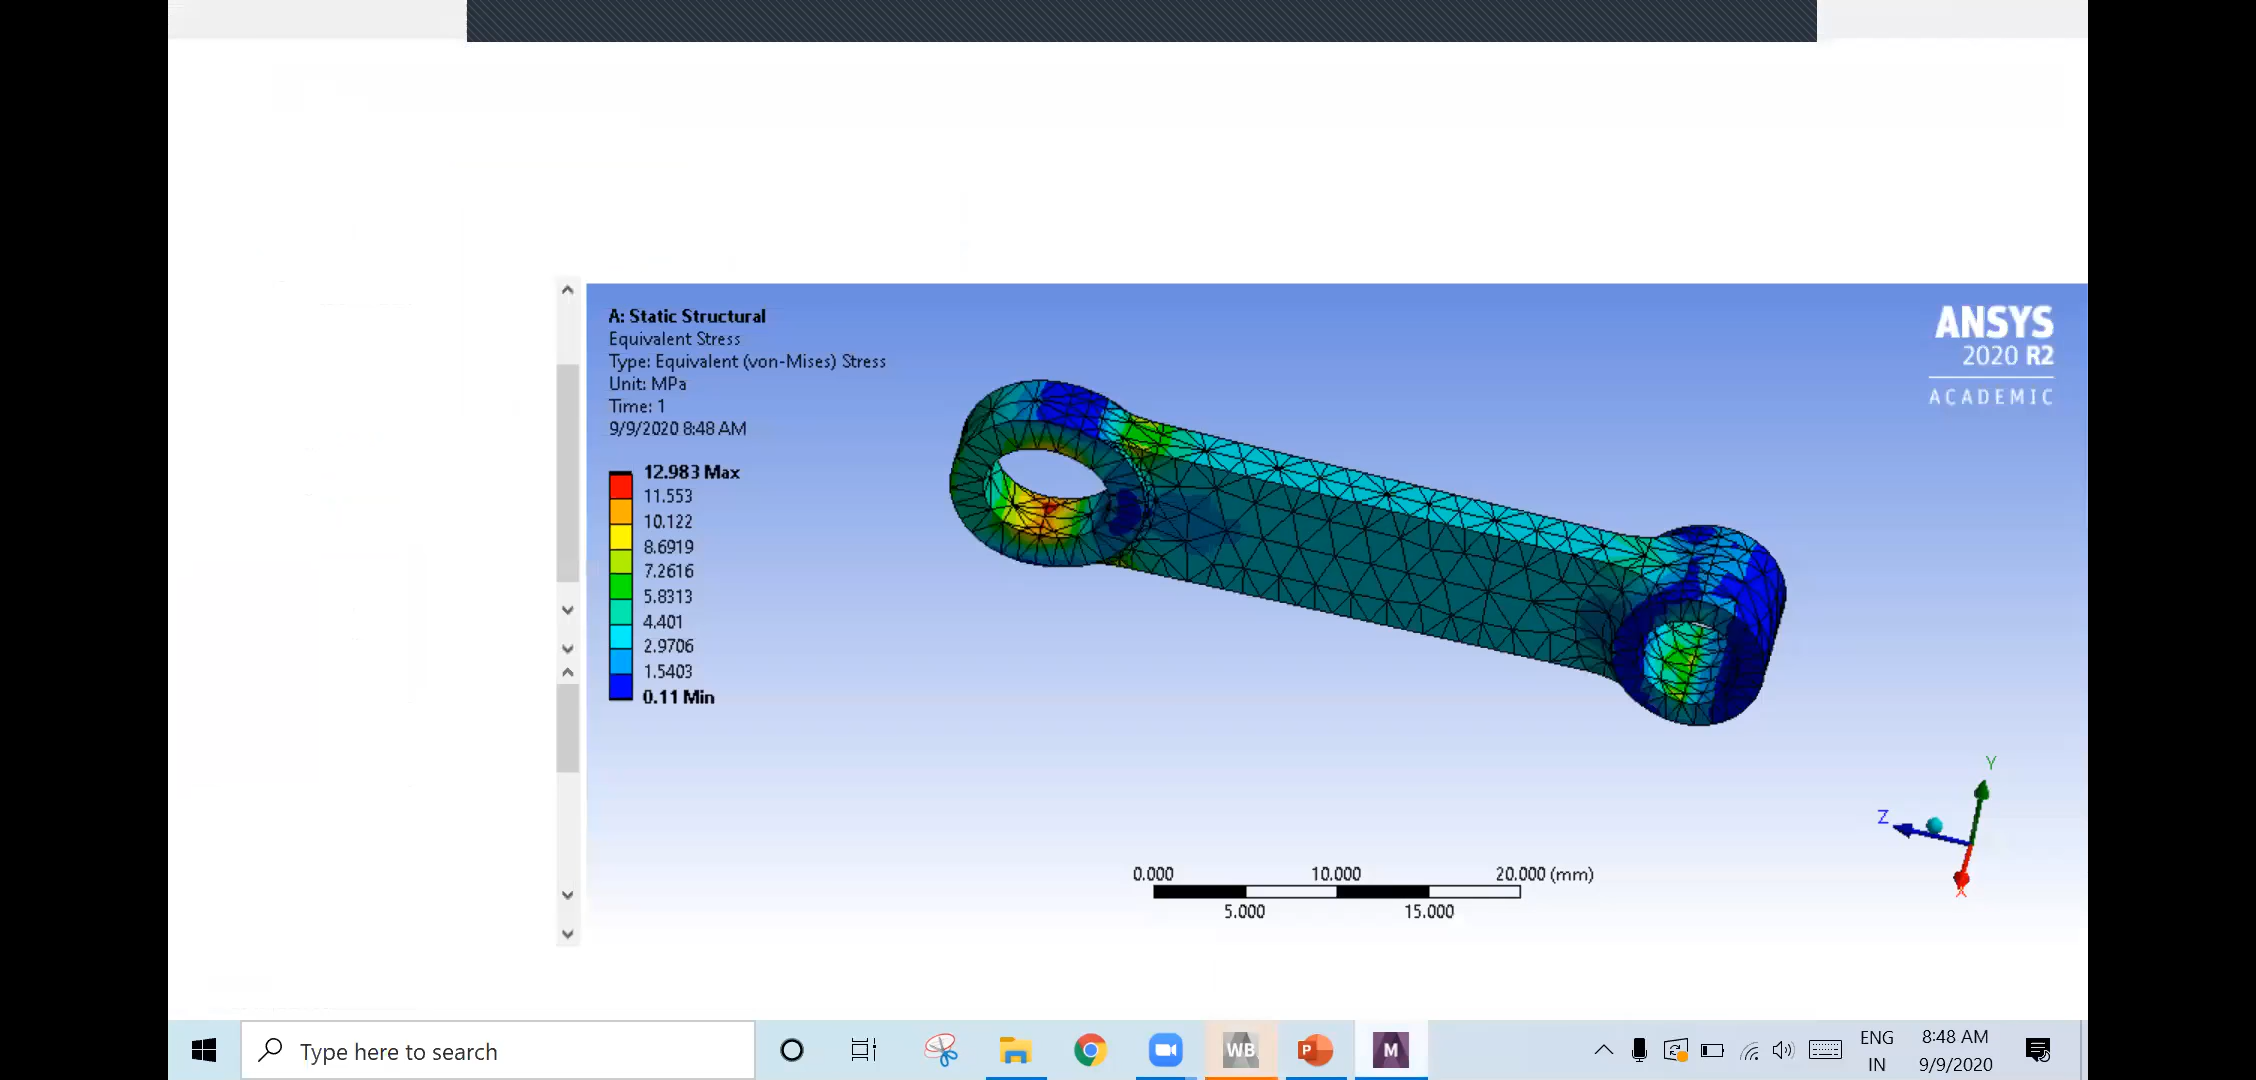 A: Static Structural
Equivalent Stress
Type: Equivalent (von-Mises) Stress
Unit: MPa
Time: 1
9/9/2020 8:48 AM
12.983 Max
11.553
10.122
8.6919
7.2616
5.8313
4.401
2.9706
1.5403
0.11 Min
ANSYS
2020 R2
ACADEMIC
Y
Z
X
0.000 10.000 20.000 (mm)
5.000 15.000
Type here to search
WB
P
M
ENG
IN
8:48 AM
9/9/2020